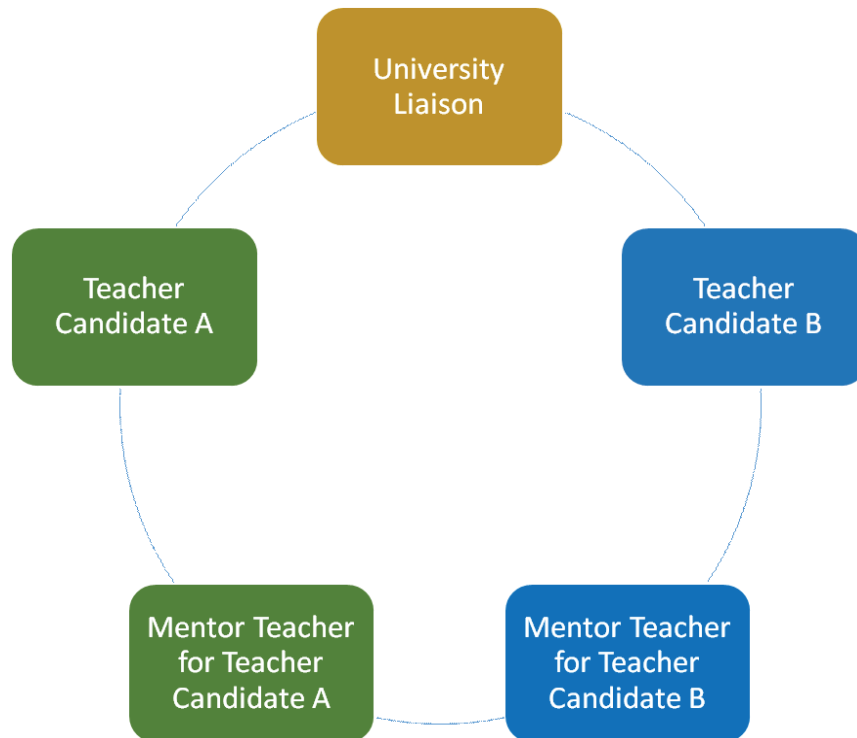 University
Liaison
Teacher
Candidate A
Teacher
Candidate B
Mentor Teacher
for Teacher
Candidate A
Mentor Teacher
for Teacher
Candidate B